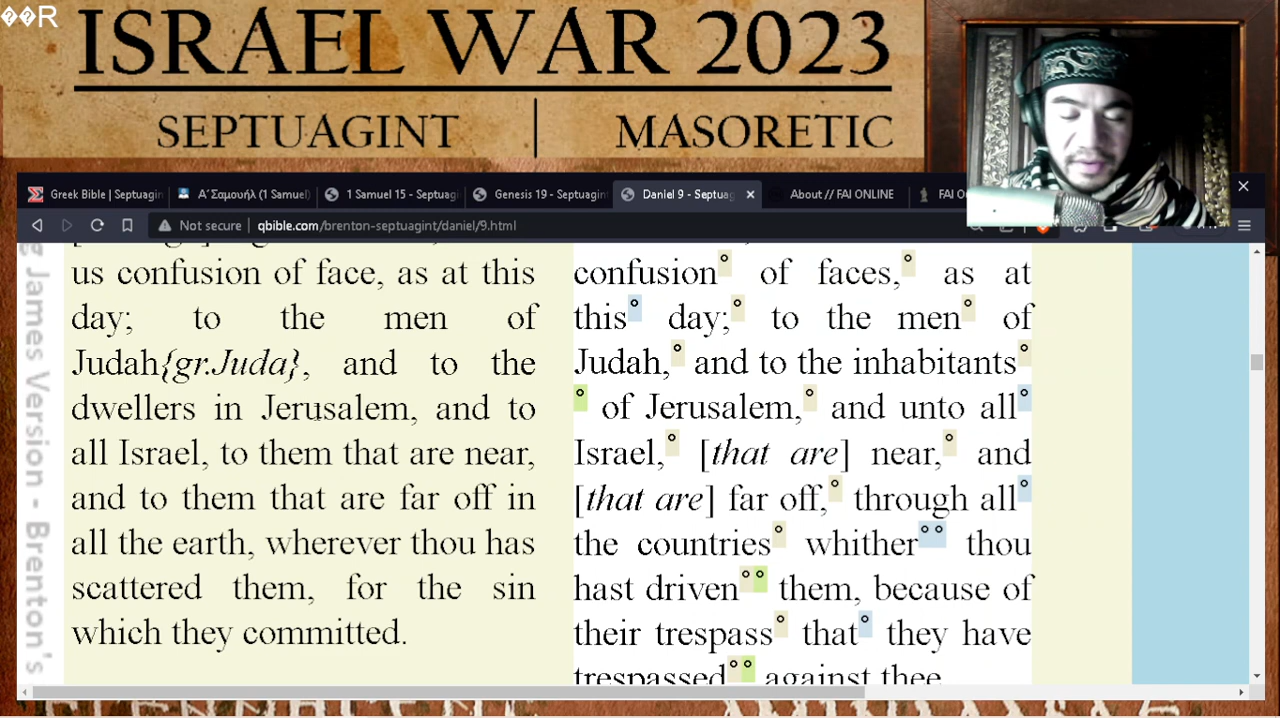 ��R
ISRAEL WAR 2023
SEPTUAGINT | MASORETIC
Greek Bible | Septuagin
Α΄Σαμουήλ (1 Samuel)
1 Samuel 15 - Septuag
Genesis 19 - Septuagin
Daniel 9 - Septua
About // FAI ONLINE
FAI O
Not secure | qbible.com/brenton-septuagint/daniel/9.html
James Version - Brenton's
us confusion of face, as at this
day; to the men of
Judah{gr.Juda}, and to the
dwellers in Jerusalem, and to
all Israel, to them that are near,
and to them that are far off in
all the earth, wherever thou has
scattered them, for the sin
which they committed.
confusion° of faces,° as at
this° day;° to the men° of
Judah,° and to the inhabitants°
° of Jerusalem,° and unto all°
Israel,° [that are] near,° and
[that are] far off,° through all°
the countries° whither°° thou
hast driven°° them, because of
their trespass° that° they have
trespassed°° against thee